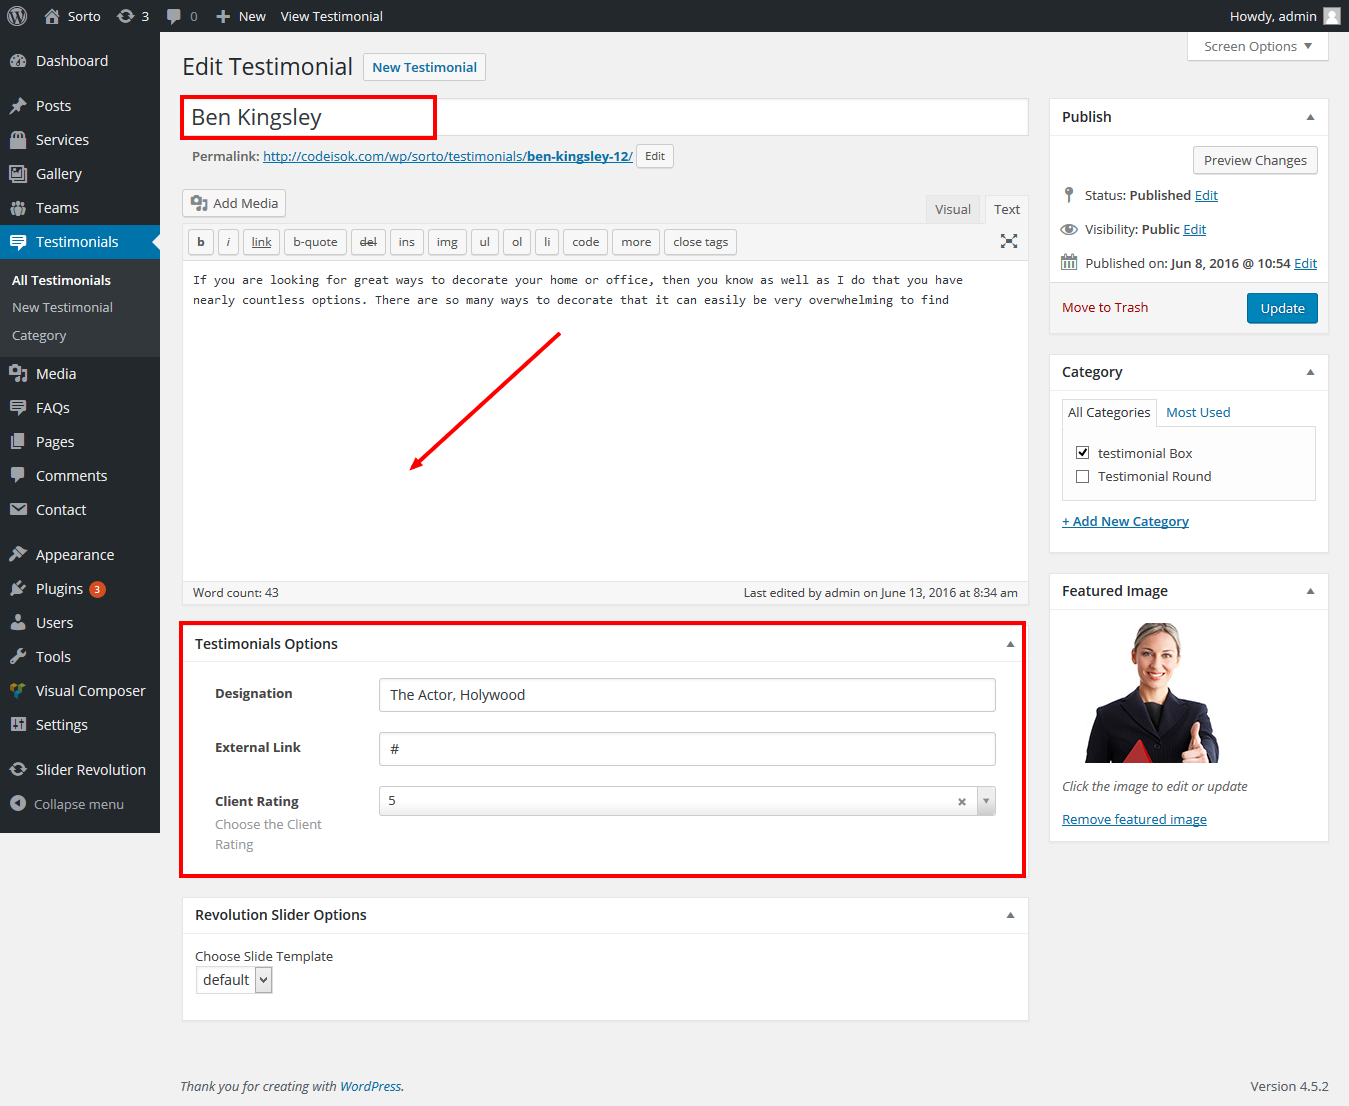 Sorto 3 0 New View Testimonial Howdy, admin
Screen Options
Dashboard
Posts
Services
Gallery
Teams
Testimonials
All Testimonials
New Testimonial
Category
Media
FAQs
Pages
Comments
Contact
Appearance
Plugins 3
Users
Tools
Visual Composer
Settings
Slider Revolution
Collapse menu
Edit Testimonial New Testimonial
Ben Kingsley
Permalink: http://codeisok.com/wp/sorto/testimonials/ben-kingsley-12/ Edit
Add Media
Visual Text
b i link b-quote del ins img ul ol li code more close tags
If you are looking for great ways to decorate your home or office, then you know as well as I do that you have
nearly countless options. There are so many ways to decorate that it can easily be very overwhelming to find
Word count: 43 Last edited by admin on June 13, 2016 at 8:34 am
Testimonials Options
Designation The Actor, Holywood
External Link #
Client Rating 5
Choose the Client
Rating
Revolution Slider Options
Choose Slide Template
default
Publish
Preview Changes
Status: Published Edit
Visibility: Public Edit
Published on: Jun 8, 2016 @ 10:54 Edit
Move to Trash Update
Category
All Categories Most Used
testimonial Box
Testimonial Round
+ Add New Category
Featured Image
Click the image to edit or update
Remove featured image
Thank you for creating with WordPress. Version 4.5.2